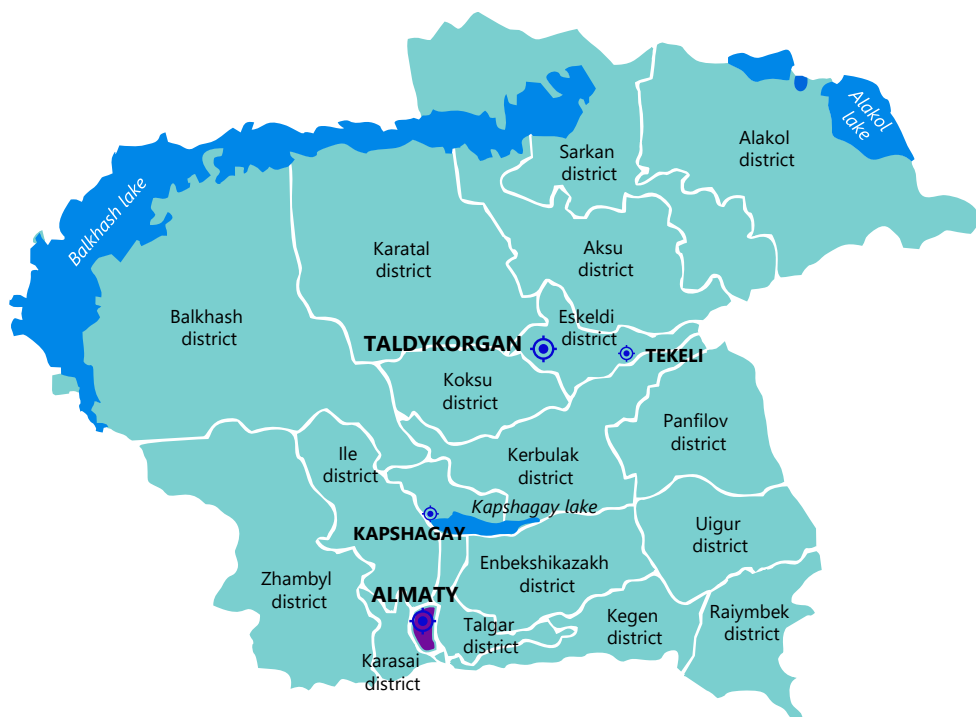 Alakol
lake
Sarkan
district
Alakol
district
Balkhash lake
Karatal
district
Aksu
district
Balkhash
district
Eskeldi
district
TALDYKORGAN
TEKELI
Koksu
district
Panfilov
district
Ile
district
Kerbulak
district
Kapshagay lake
KAPSHAGAY
Uigur
district
Enbekshikazakh
district
Zhambyl
district
ALMATY
Talgar
district
Kegen
district
Raiymbek
district
Karasai
district